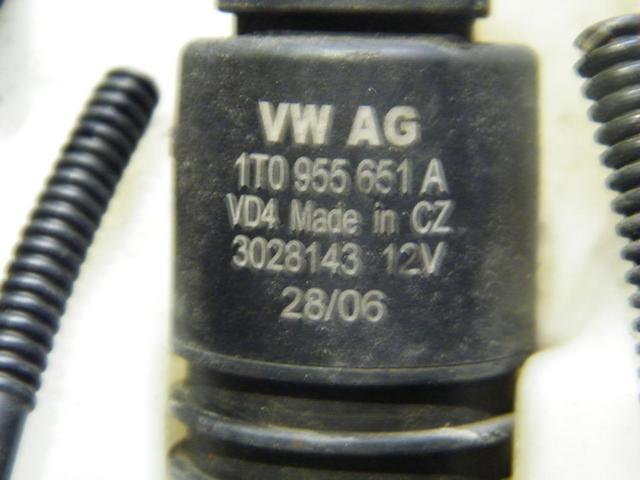 VW AG
1T0 955 651 A
VD4 Made in CZ
3028143 12V
28/06